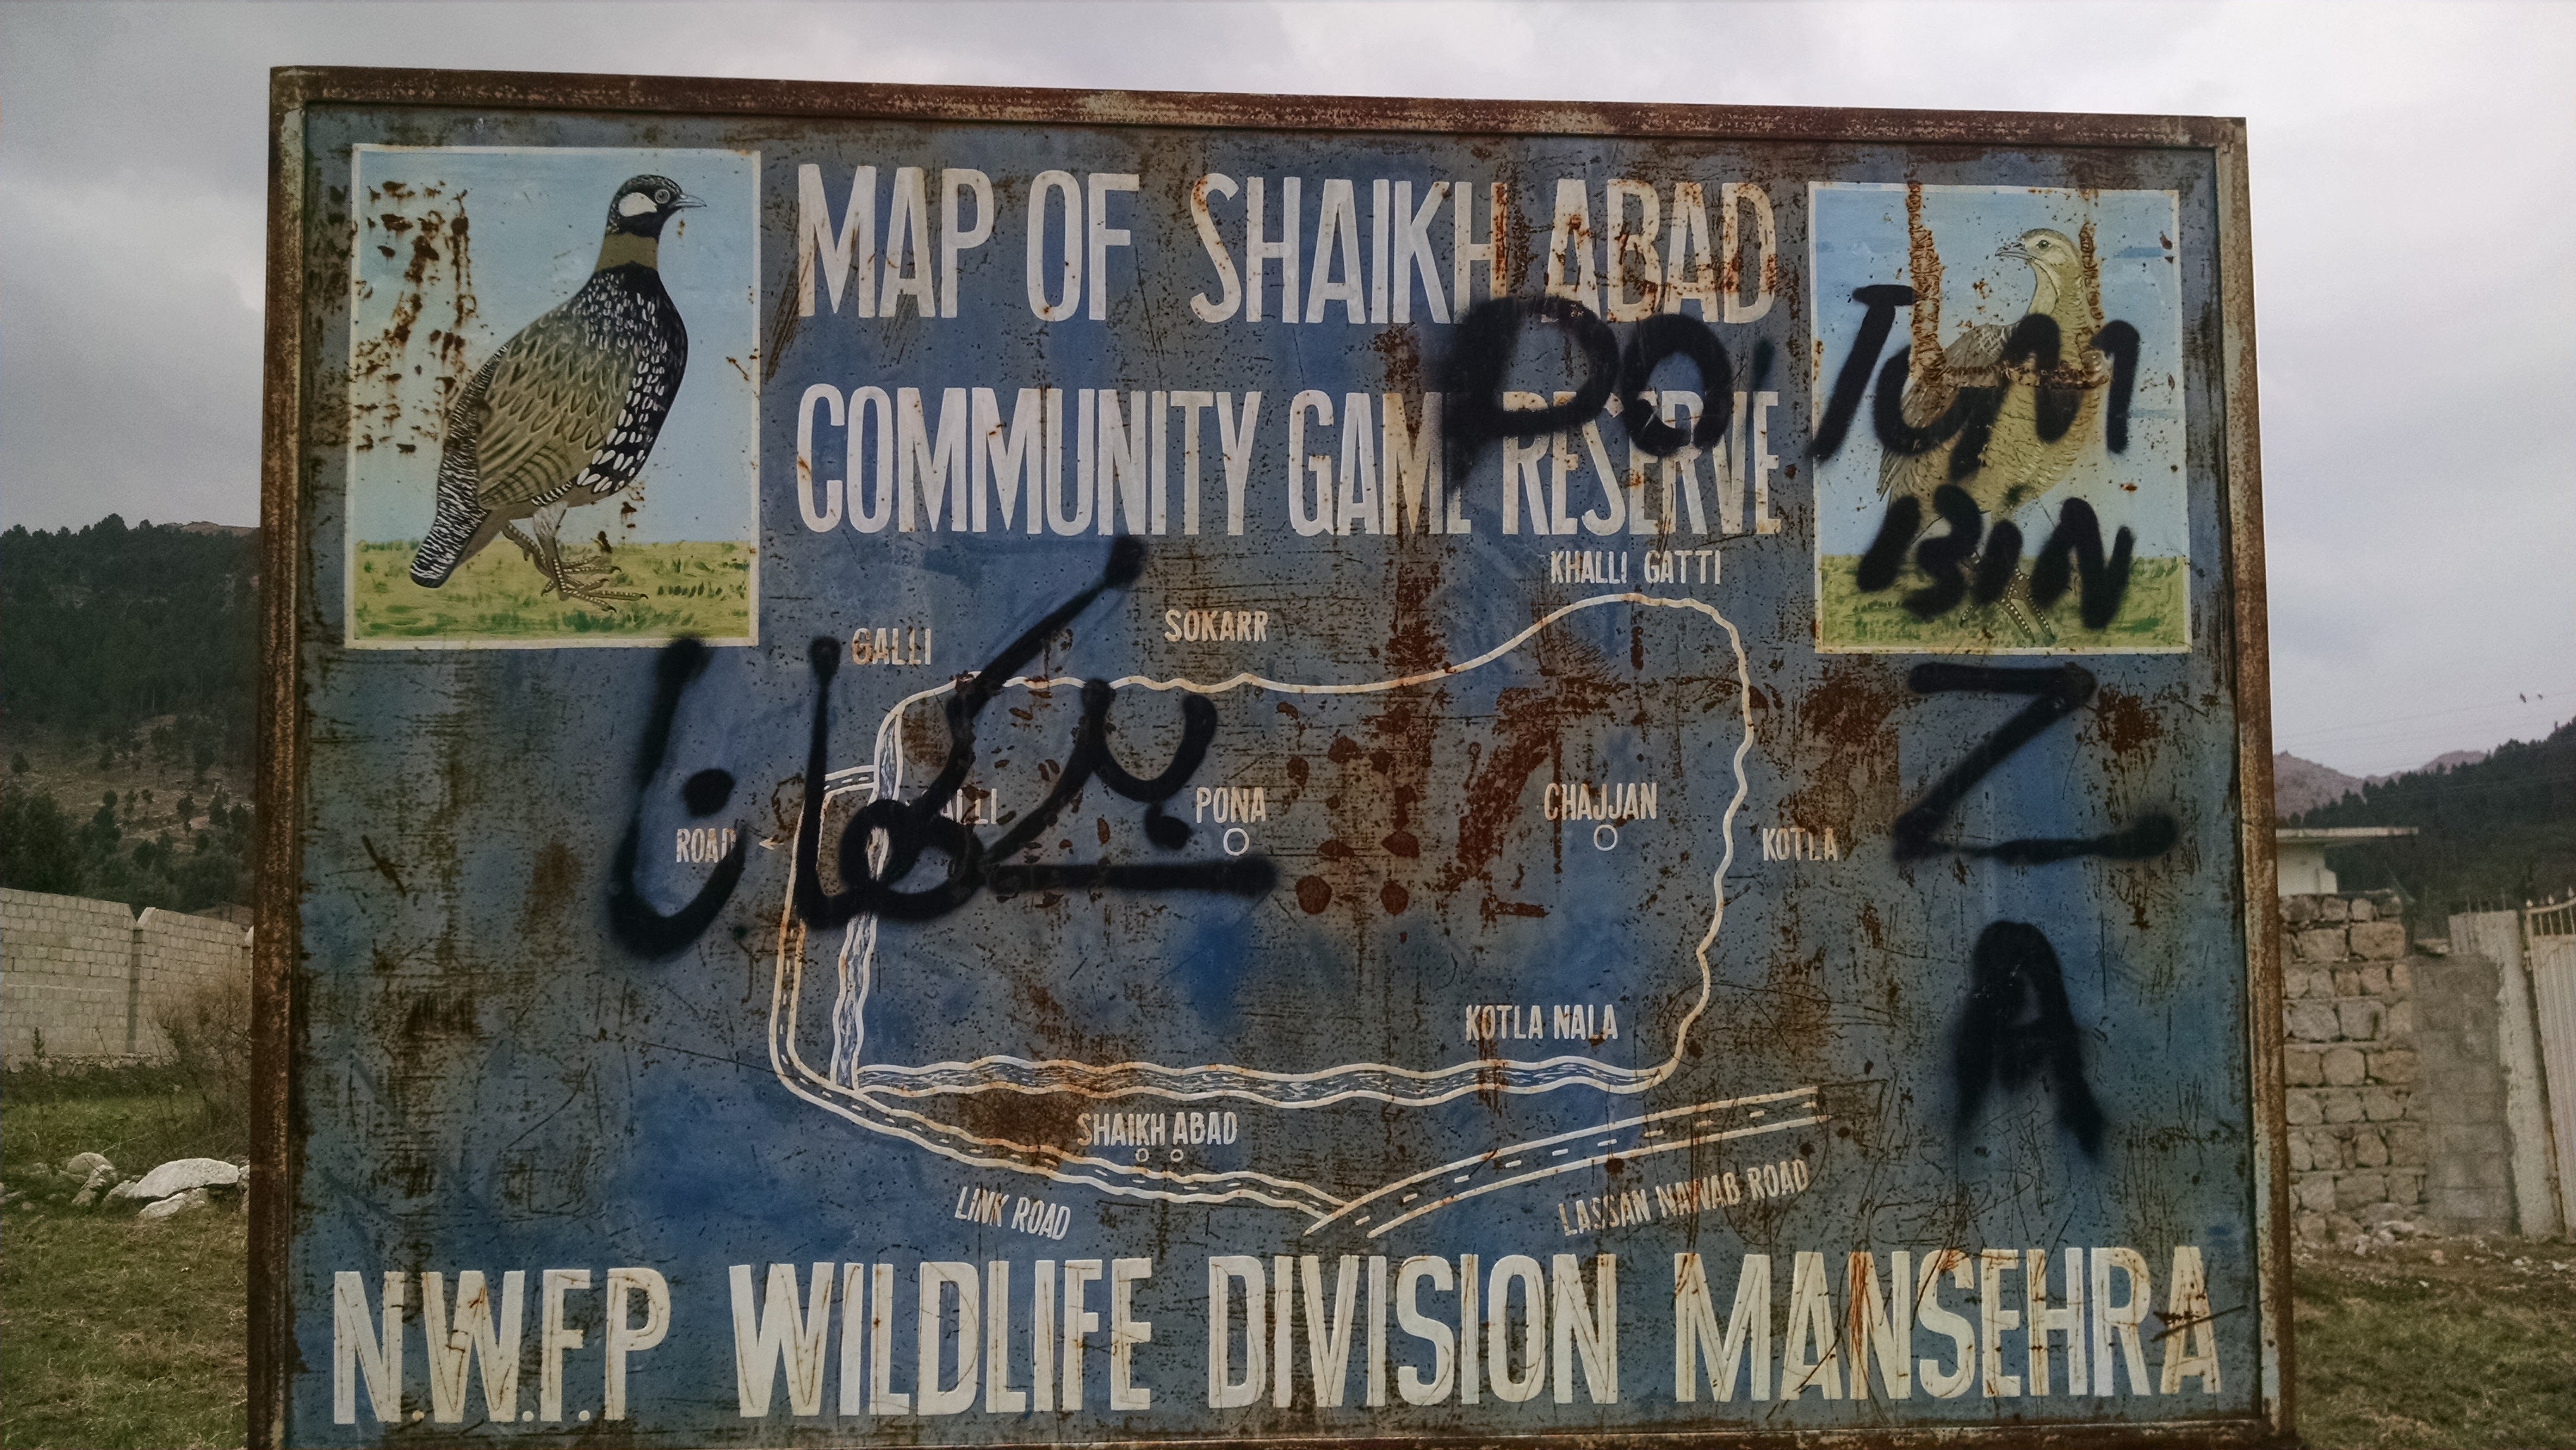 MAP OF SHAIKH ABAD
COMMUNITY GAME RESERVE
KHALLI GATTI
GALLI
SOKARR
PONA
CHAJJAN
ROAD
KOTLA
KOTLA NALA
SHAIKH ABAD
LINK ROAD
LASSAN NAWAB ROAD
N.W.F.P WILDLIFE DIVISION MANSEHRA
BIN
Z
A